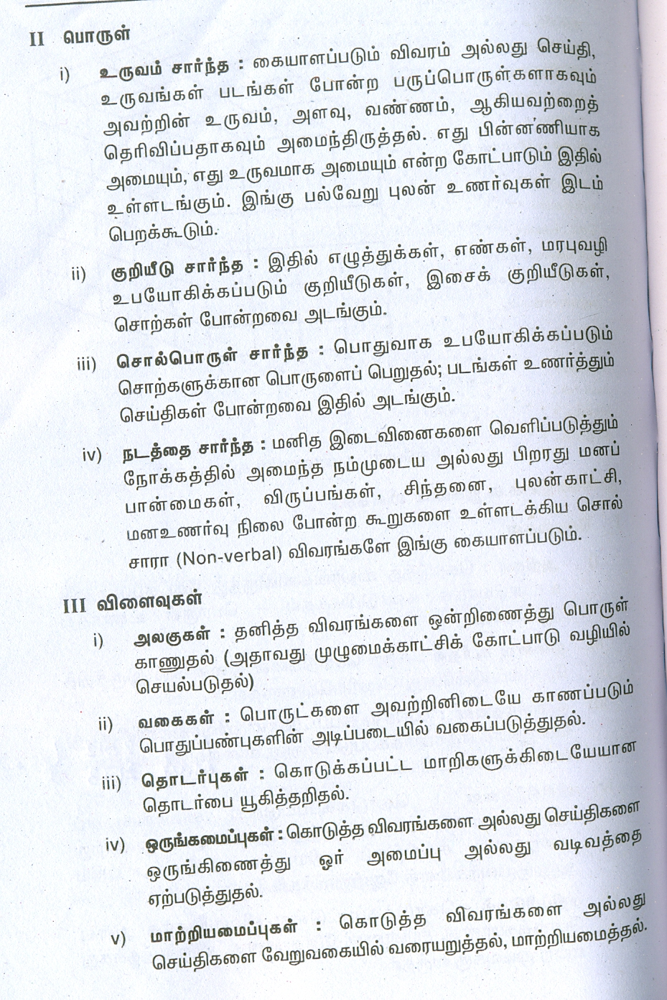 II பொருள்
i) உருவம் சார்ந்த : கையாளப்படும் விவரம் அல்லது செய்தி,
உருவங்கள் படங்கள் போன்ற பருப்பொருள்களாகவும்
அவற்றின் உருவம், அளவு, வண்ணம், ஆகியவற்றைத்
தெரிவிப்பதாகவும் அமைந்திருத்தல். எது பின்னணியாக
அமையும், எது உருவமாக அமையும் என்ற கோட்பாடும் இதில்
உள்ளடங்கும். இங்கு பல்வேறு புலன் உணர்வுகள் இடம்
பெறக்கூடும்.
ii) குறியீடு சார்ந்த : இதில் எழுத்துக்கள், எண்கள், மரபுவழி
உபயோகிக்கப்படும் குறியீடுகள், இசைக் குறியீடுகள்,
சொற்கள் போன்றவை அடங்கும்.
iii) சொல்பொருள் சார்ந்த : பொதுவாக உபயோகிக்கப்படும்
சொற்களுக்கான பொருளைப் பெறுதல்; படங்கள் உணர்த்தும்
செய்திகள் போன்றவை இதில் அடங்கும்.
iv) நடத்தை சார்ந்த : மனித இடைவினைகளை வெளிப்படுத்தும்
நோக்கத்தில் அமைந்த நம்முடைய அல்லது பிறரது மனப்
பான்மைகள், விருப்பங்கள், சிந்தனை, புலன்காட்சி,
மனஉணர்வு நிலை போன்ற கூறுகளை உள்ளடக்கிய சொல்
சாரா (Non-verbal) விவரங்களே இங்கு கையாளப்படும்.
III விளைவுகள்
i) அலகுகள் : தனித்த விவரங்களை ஒன்றிணைத்து பொருள்
காணுதல் (அதாவது முழுமைக்காட்சிக் கோட்பாடு வழியில்
செயல்படுதல்)
ii) வகைகள் : பொருட்களை அவற்றினிடையே காணப்படும்
பொதுப்பண்புகளின் அடிப்படையில் வகைப்படுத்துதல்.
iii) தொடர்புகள் : கொடுக்கப்பட்ட மாறிகளுக்கிடையேயான
தொடர்பை யூகித்தறிதல்.
iv) ஒருங்கமைப்புகள் : கொடுத்த விவரங்களை அல்லது செய்திகளை
ஒருங்கிணைத்து ஓர் அமைப்பு அல்லது வடிவத்தை
ஏற்படுத்துதல்.
v) மாற்றியமைப்புகள் : கொடுத்த விவரங்களை அல்லது
செய்திகளை வேறுவகையில் வரையறுத்தல், மாற்றியமைத்தல்.